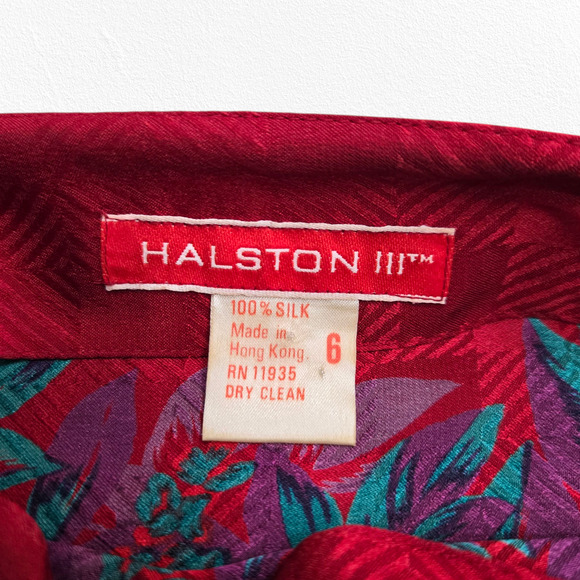 HALSTON III™
100% SILK
Made in
Hong Kong. 6
RN 11935
DRY CLEAN